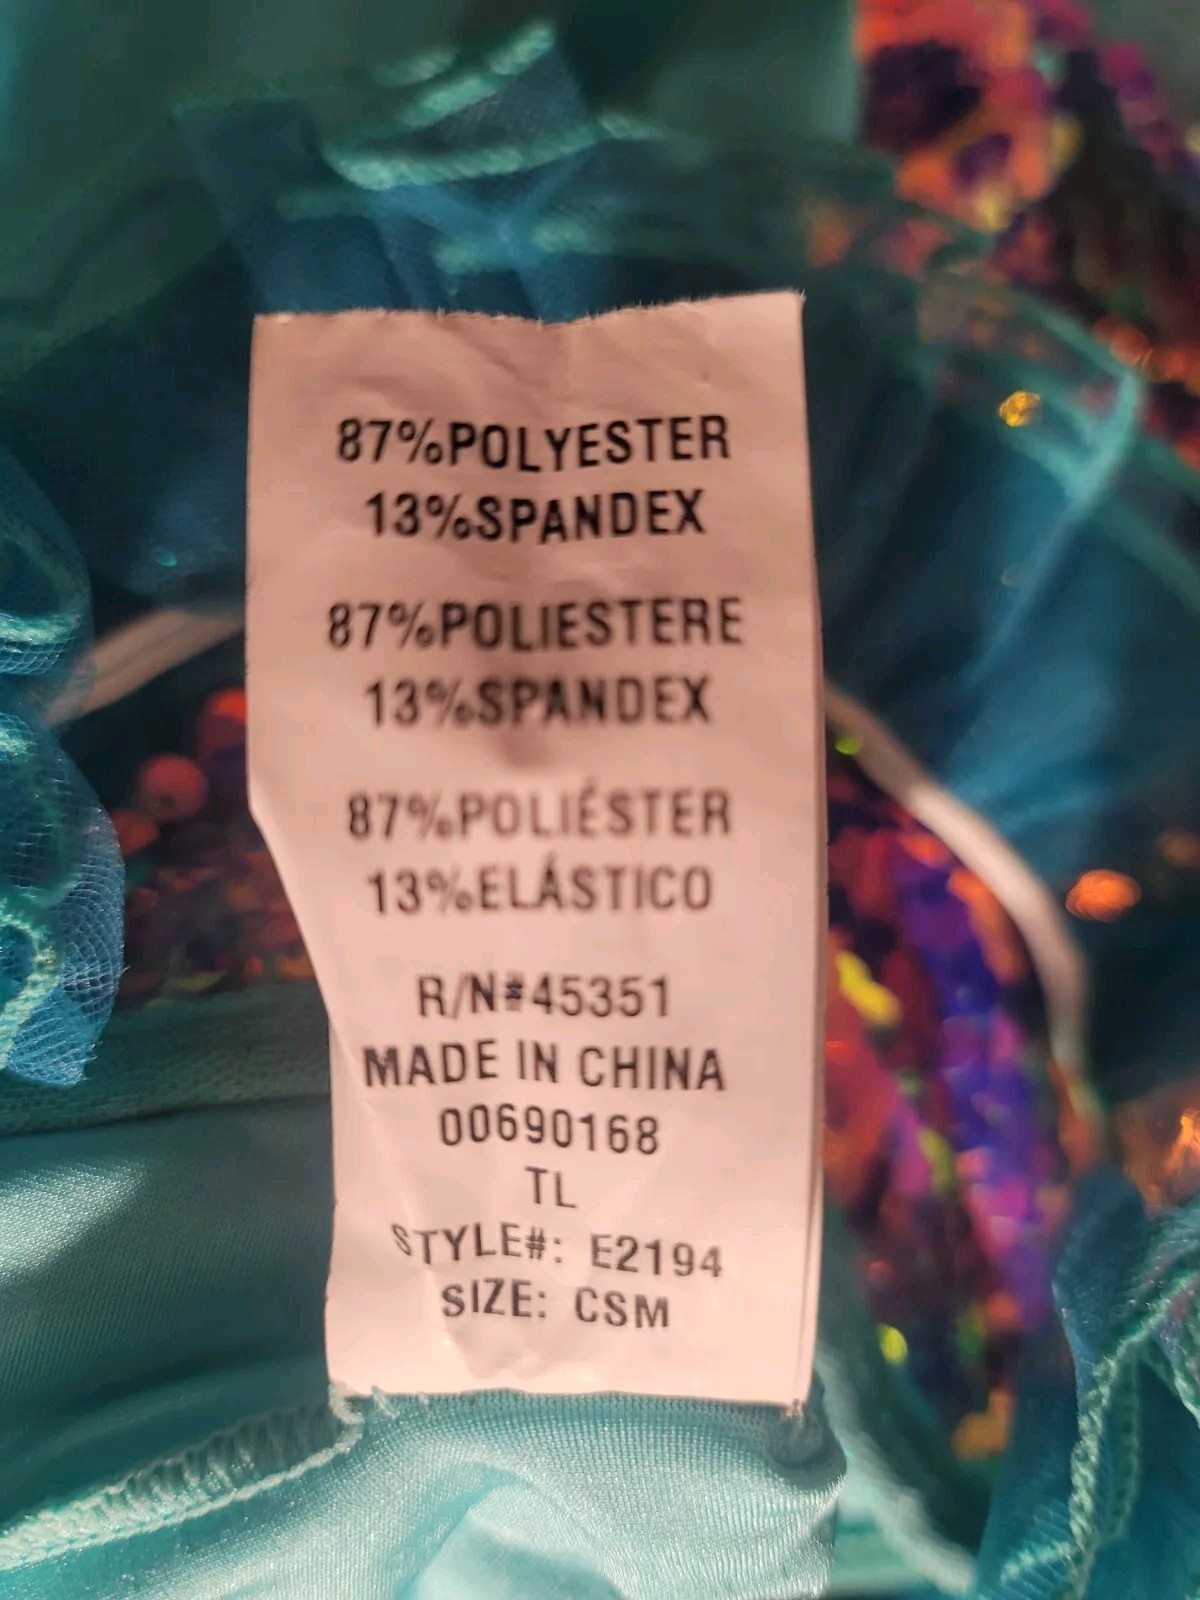 87%POLYESTER
13%SPANDEX
87%POLIESTERE
13%SPANDEX
87%POLIÉSTER
13%ELÁSTICO
R/N#45351
MADE IN CHINA
00690168
TL
STYLE#: E2194
SIZE: CSM